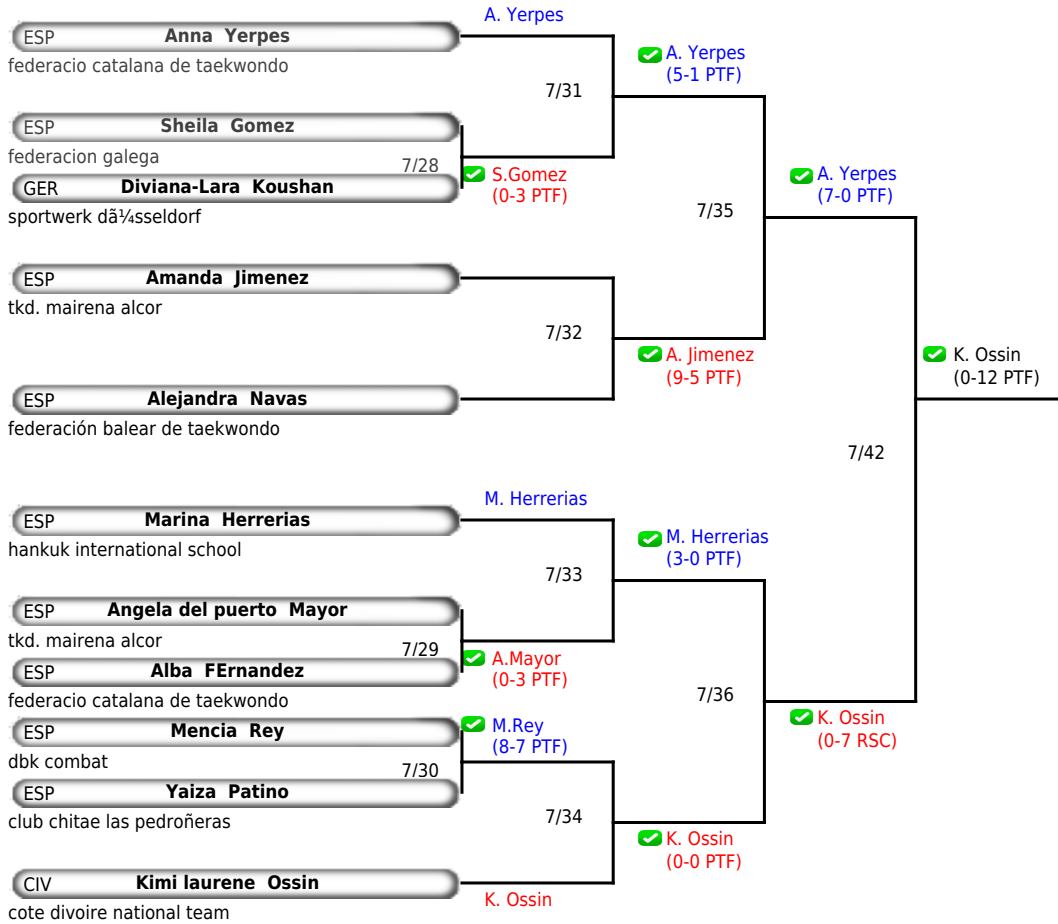 A. Yerpes
ESP Anna Yerpes
federacio catalana de taekwondo
A. Yerpes
(5-1 PTF)
7/31
ESP Sheila Gomez
federacion galega
7/28
S.Gomez
(0-3 PTF)
GER Diviana-Lara Koushan
sportwerk dã¼sseldorf
A. Yerpes
(7-0 PTF)
7/35
ESP Amanda Jimenez
tkd. mairena alcor
7/32
A. Jimenez
(9-5 PTF)
ESP Alejandra Navas
federación balear de taekwondo
K. Ossin
(0-12 PTF)
7/42
M. Herrerias
ESP Marina Herrerias
hankuk international school
M. Herrerias
(3-0 PTF)
7/33
ESP Angela del puerto Mayor
tkd. mairena alcor
7/29
A.Mayor
(0-3 PTF)
ESP Alba FErnandez
federacio catalana de taekwondo
7/36
K. Ossin
(0-7 RSC)
ESP Mencia Rey
dbk combat
M.Rey
(8-7 PTF)
7/30
ESP Yaiza Patino
club chitae las pedroñeras
7/34
K. Ossin
(0-0 PTF)
CIV Kimi laurene Ossin
cote divoire national team
K. Ossin